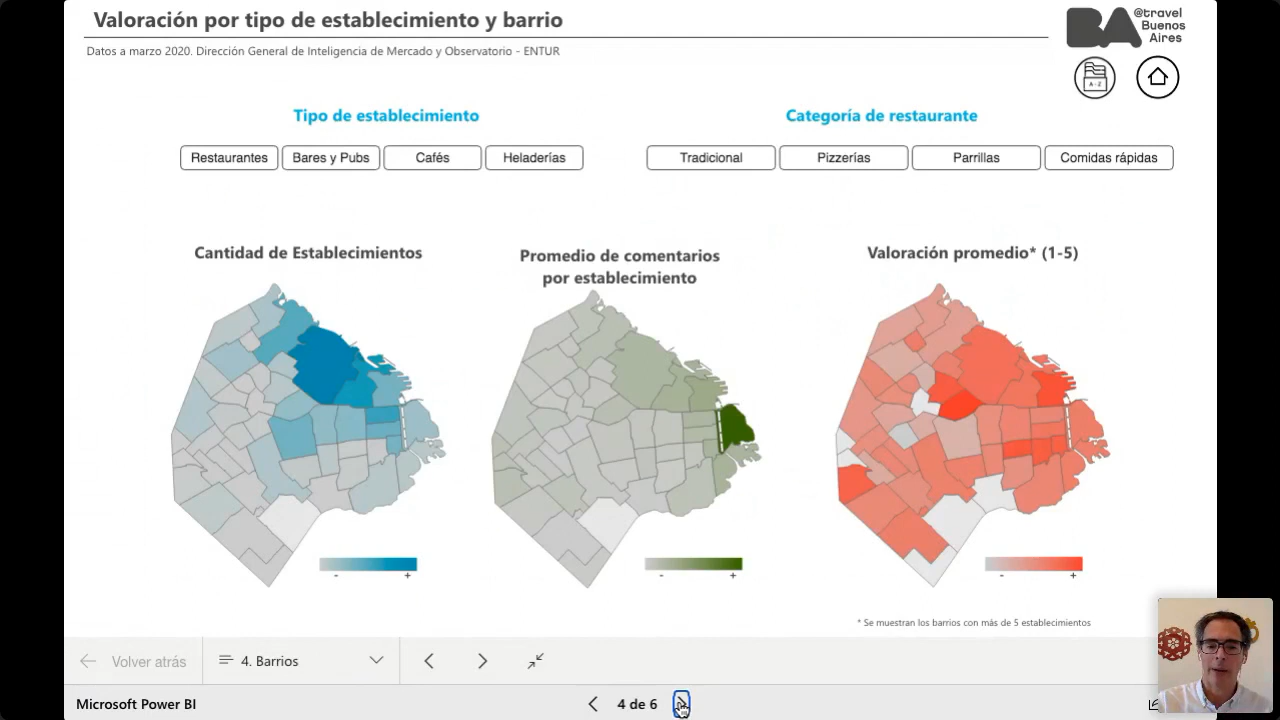 Valoración por tipo de establecimiento y barrio
Datos a marzo 2020. Dirección General de Inteligencia de Mercado y Observatorio - ENTUR
BA
@travel
Buenos
Aires
A-Z
Tipo de establecimiento
Categoría de restaurante
Restaurantes
Bares y Pubs
Cafés
Heladerías
Tradicional
Pizzerías
Parrillas
Comidas rápidas
Cantidad de Establecimientos
Promedio de comentarios
por establecimiento
Valoración promedio* (1-5)
- +
- +
- +
* Se muestran los barrios con más de 5 establecimientos
Volver atrás
4. Barrios
Microsoft Power BI
4 de 6